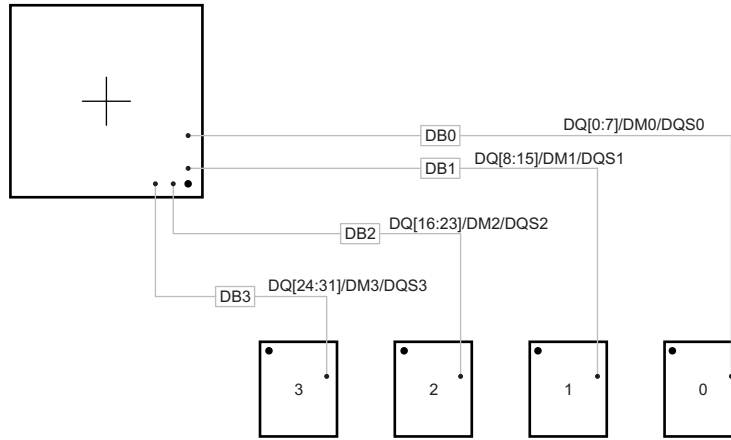 DB0
DQ[0:7]/DM0/DQS0
DB1
DQ[8:15]/DM1/DQS1
DB2
DQ[16:23]/DM2/DQS2
DB3
DQ[24:31]/DM3/DQS3
3
2
1
0